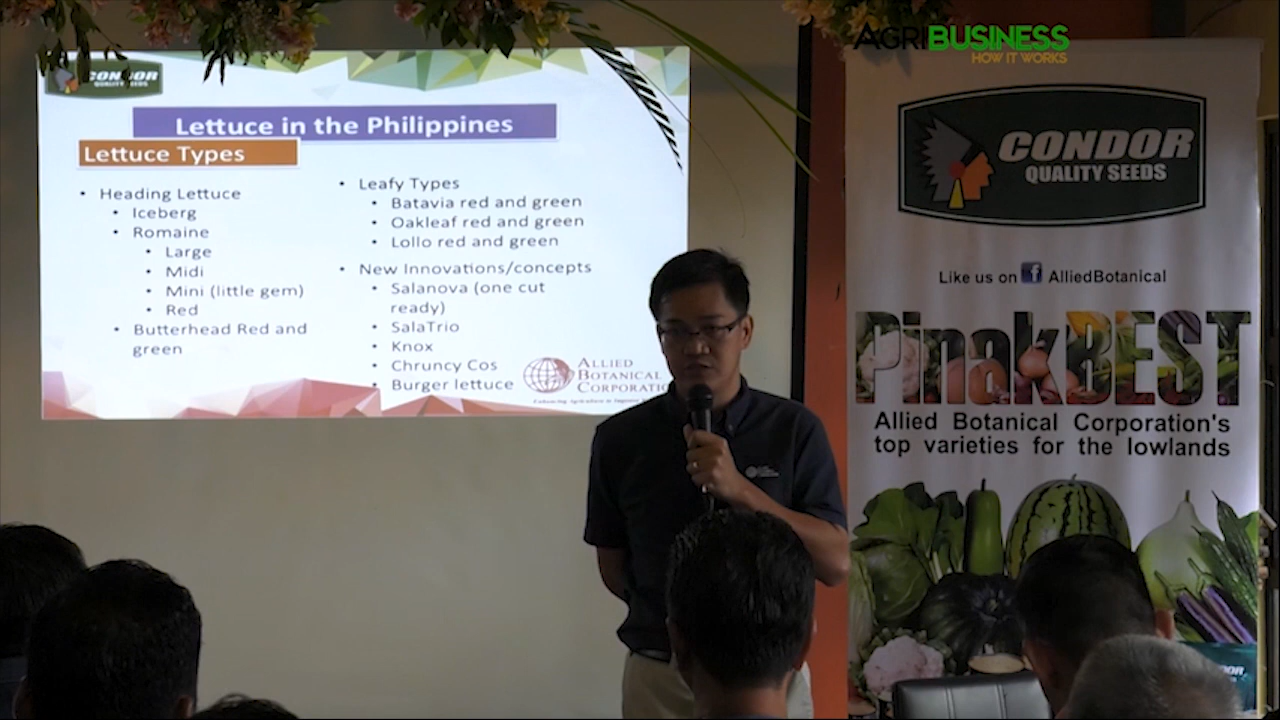 AGRIBUSINESS
HOW IT WORKS
CONDOR
QUALITY SEEDS
Lettuce in the Philippines
Lettuce Types
• Heading Lettuce
• Iceberg
• Romaine
• Large
• Midi
• Mini (little gem)
• Red
• Butterhead Red and
green
• Leafy Types
• Batavia red and green
• Oakleaf red and green
• Lollo red and green
• New Innovations/concepts
• Salanova (one cut
ready)
• SalaTrio
• Knox
• Chruncy Cos
• Burger lettuce
ALLIED
BOTANICAL
CORPORATIO
CONDOR
QUALITY SEEDS
Like us on f AlliedBotanical
PinakBEST
Allied Botanical Corporation's
top varieties for the lowlands